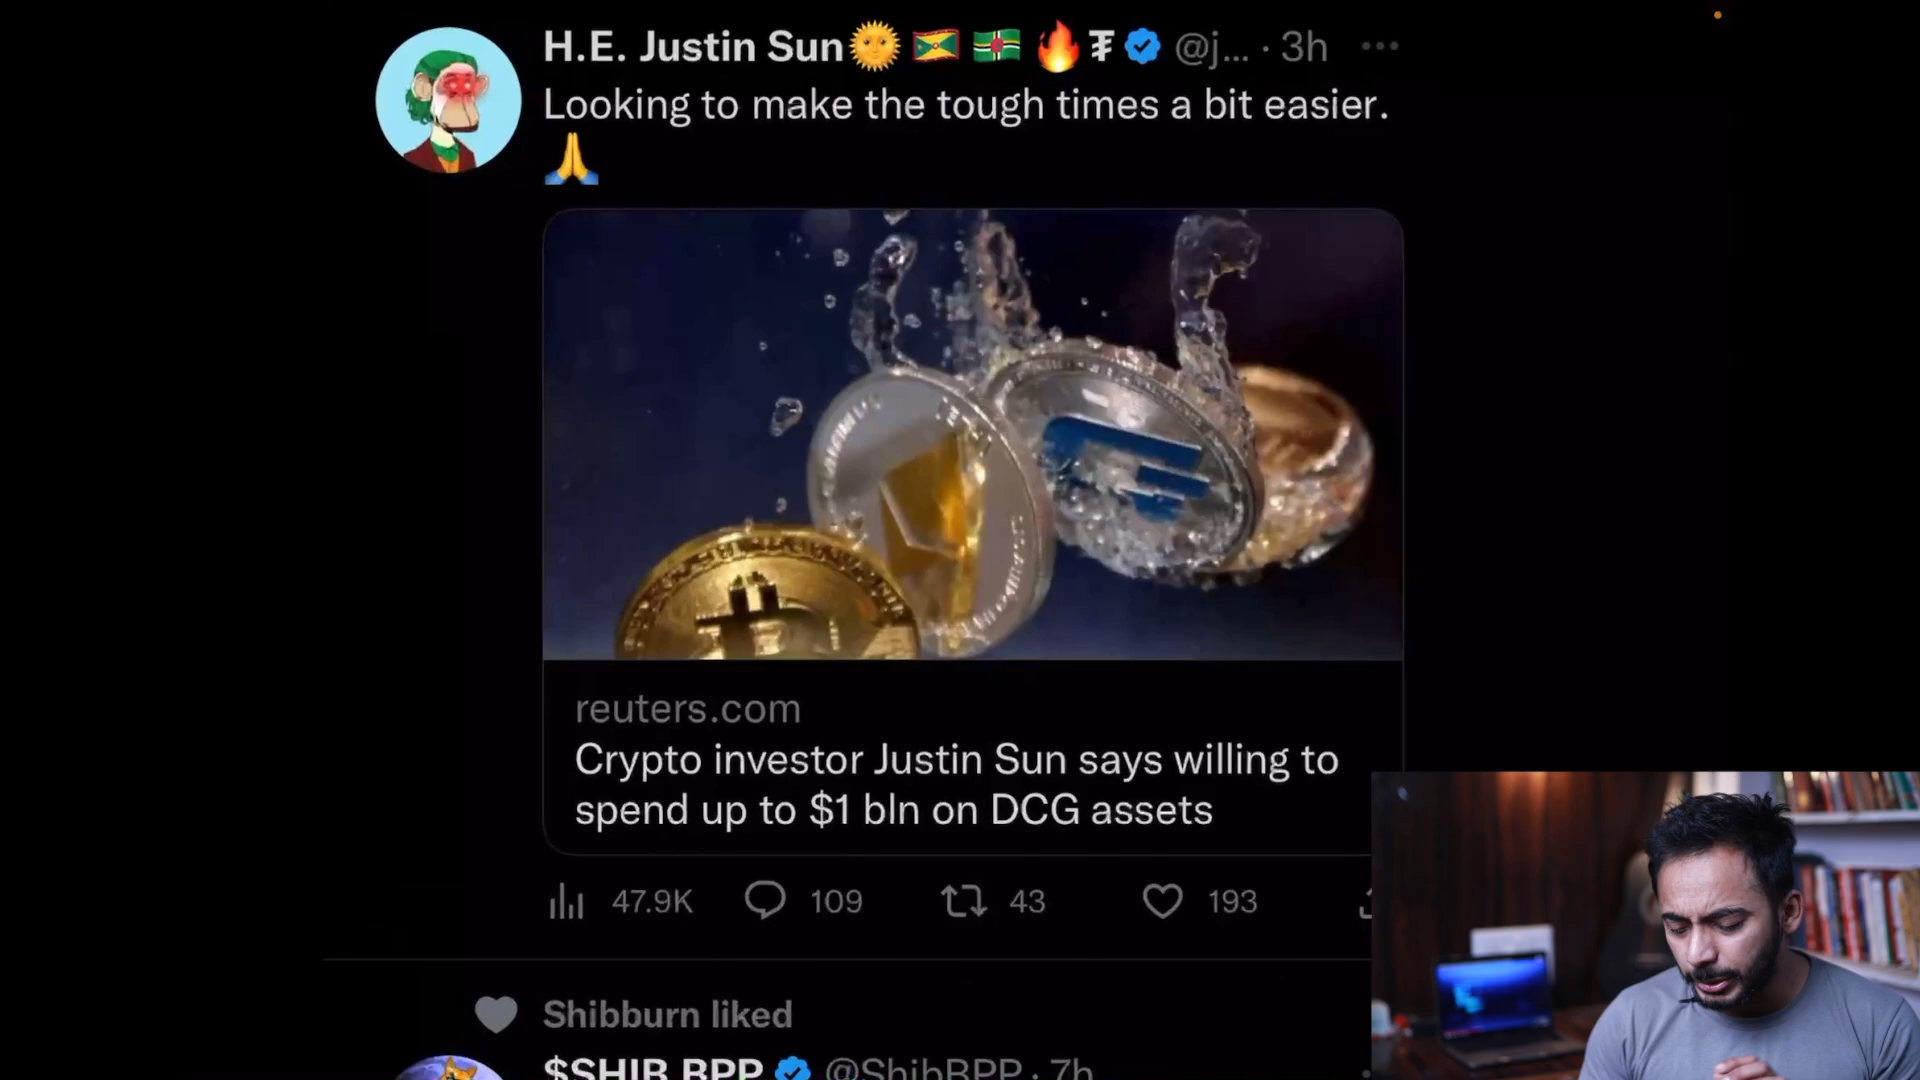 H.E. Justin Sun🌞 🇬🇩 🇩🇲 🔥₮ @j... · 3h
Looking to make the tough times a bit easier.
🙏
reuters.com
Crypto investor Justin Sun says willing to
spend up to $1 bln on DCG assets
47.9K 109 43 193
Shibburn liked
$SHIB BPP @ShibBPP · 7h